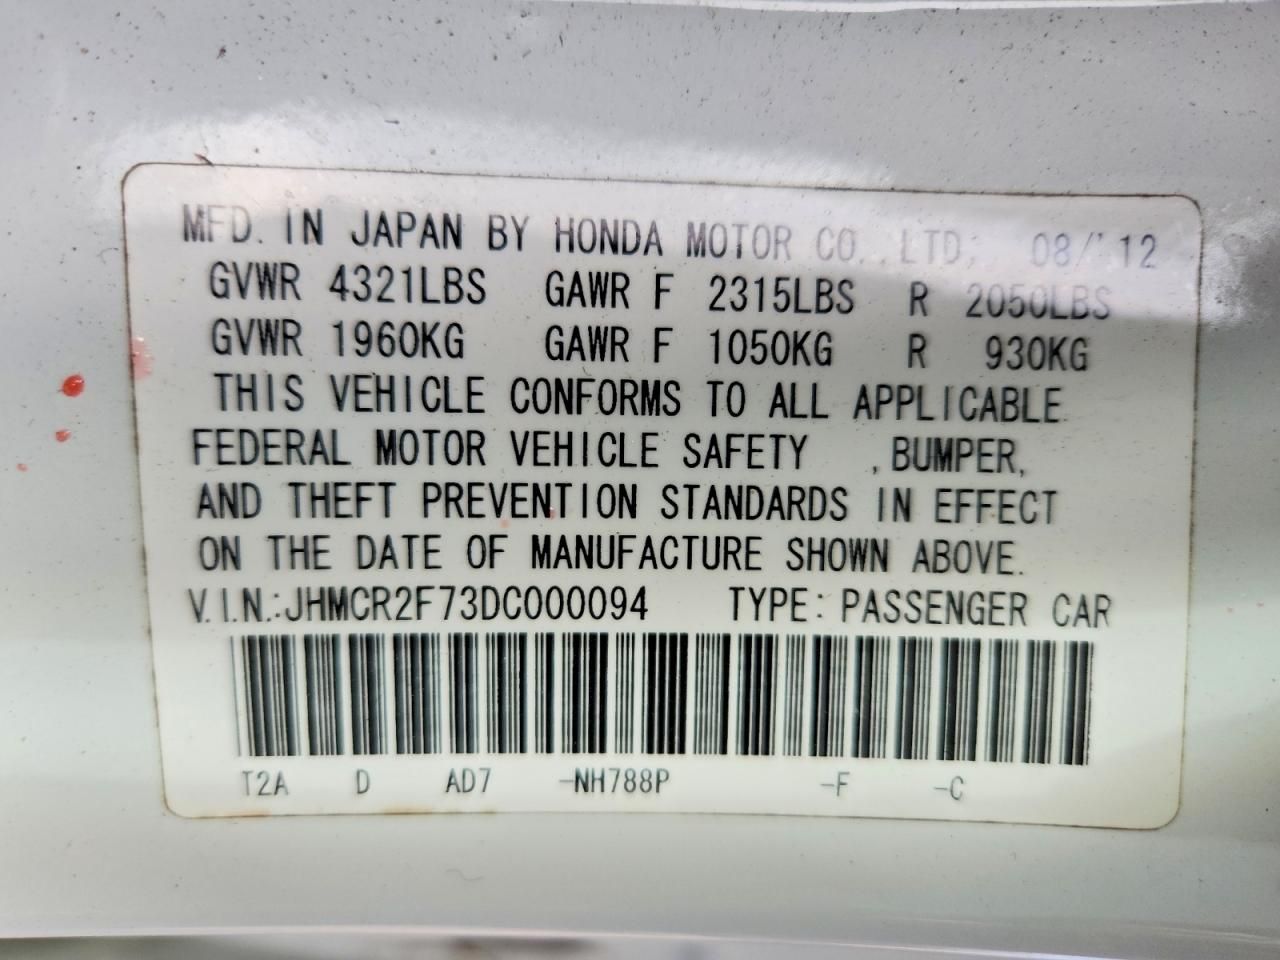 MFD. IN JAPAN BY HONDA MOTOR CO.,LTD; 08/'12
GVWR 4321LBS GAWR F 2315LBS R 2050LBS
GVWR 1960KG GAWR F 1050KG R 930KG
THIS VEHICLE CONFORMS TO ALL APPLICABLE
FEDERAL MOTOR VEHICLE SAFETY , BUMPER,
AND THEFT PREVENTION STANDARDS IN EFFECT
ON THE DATE OF MANUFACTURE SHOWN ABOVE.
V.I.N.:JHMCR2F73DC000094 TYPE: PASSENGER CAR
T2A D AD7 -NH788P -F -C